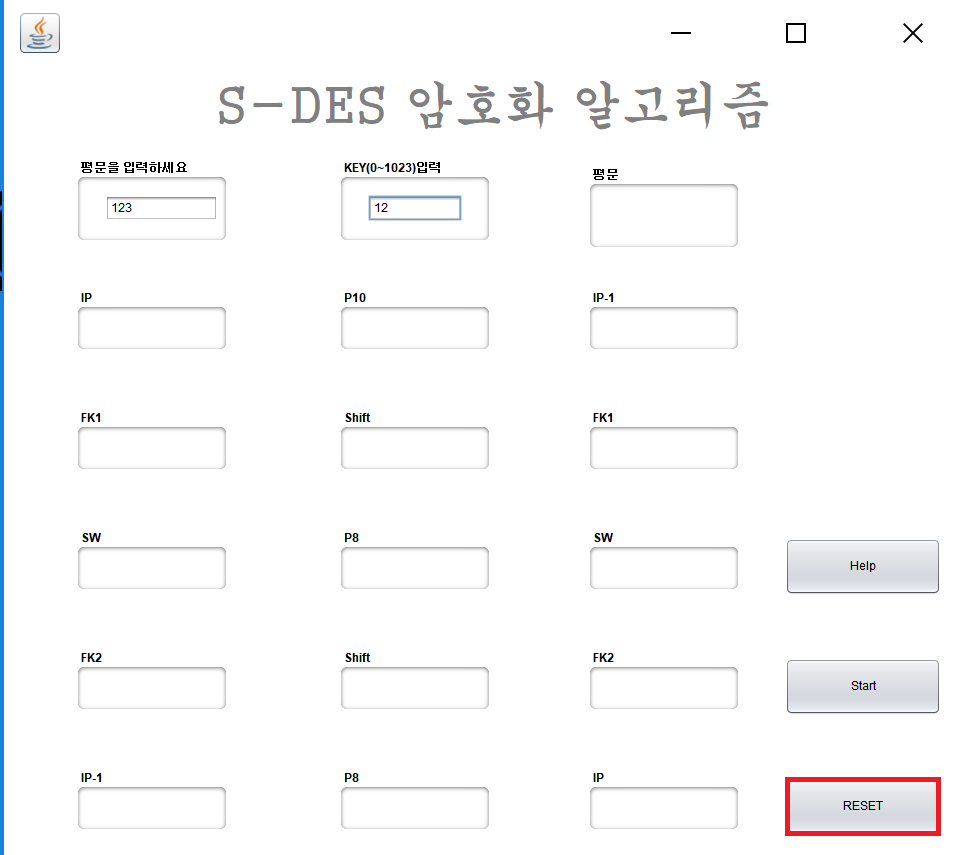 S-DES 암호화 알고리즘
평문을 입력하세요
KEY(0~1023)입력
평문
123
12
IP
P10
IP-1
FK1
Shift
FK1
SW
P8
SW
Help
FK2
Shift
FK2
Start
IP-1
P8
IP
RESET